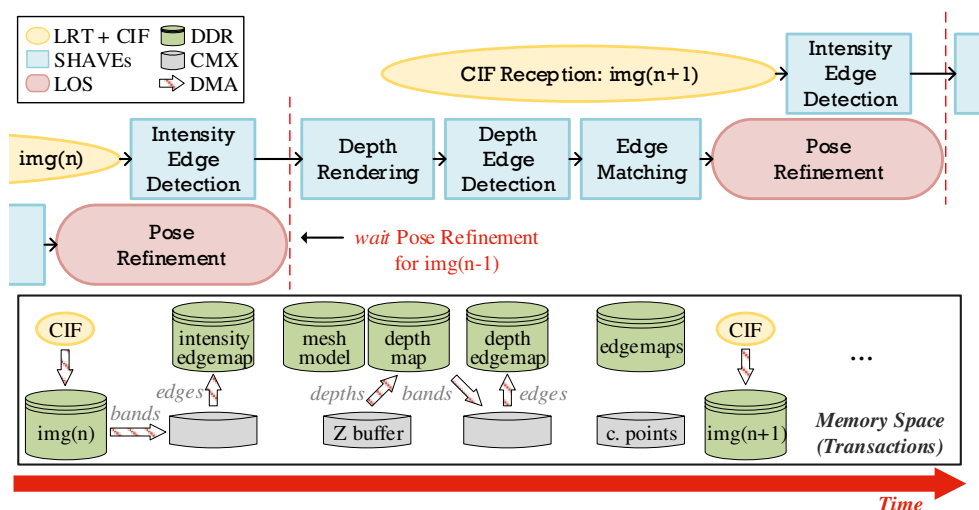 LRT + CIF
DDR
SHAVEs
CMX
LOS
DMA
CIF Reception: img(n+1)
Intensity
Edge
Detection
img(n)
Intensity
Edge
Detection
Depth
Rendering
Depth
Edge
Detection
Edge
Matching
Pose
Refinement
Pose
Refinement
wait Pose Refinement
for img(n-1)
CIF
intensity
edgemap
mesh
model
depth
map
depth
edgemap
edgemaps
CIF
...
edges
depths
bands
edges
bands
img(n)
Z buffer
c. points
img(n+1)
Memory Space
(Transactions)
Time